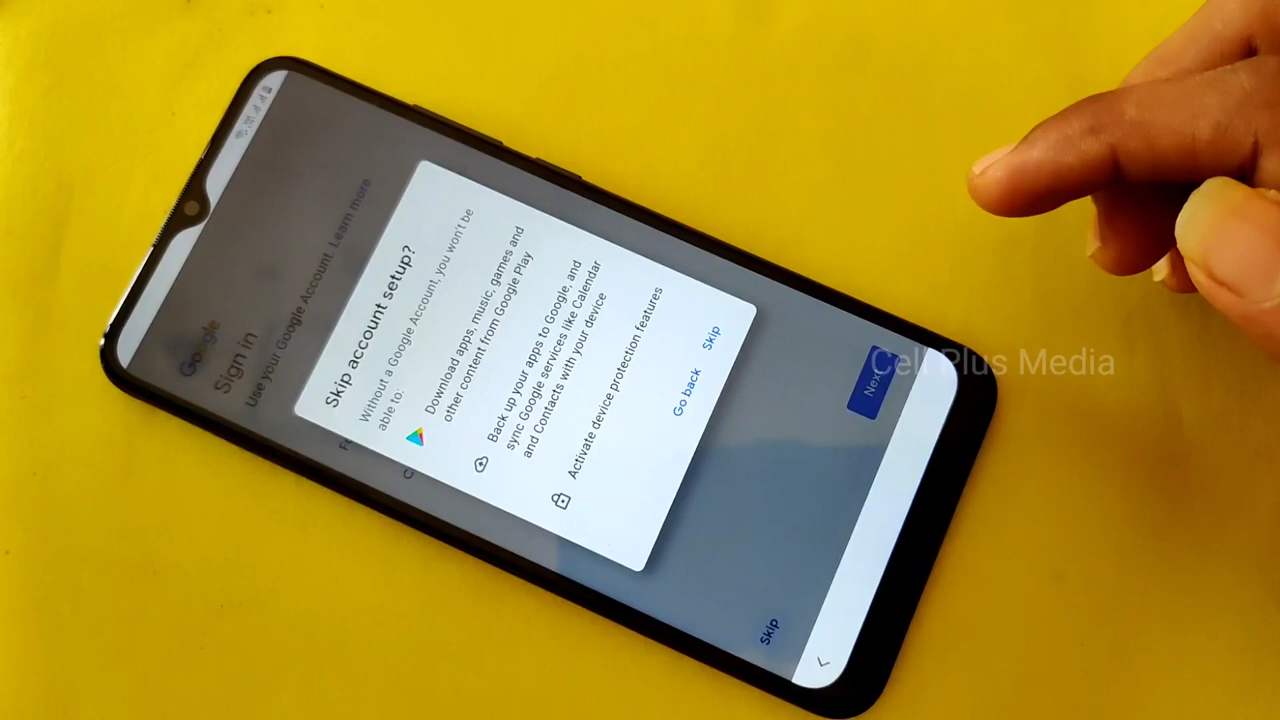 Google
Sign in
Use your Google Account. Learn more
Skip account setup?
Without a Google Account, you won't be
able to:
Download apps, music, games and
other content from Google Play
Back up your apps to Google, and
sync Google services like Calendar
and Contacts with your device
Activate device protection features
Go back
Skip
Next
Skip
Cell Plus Media